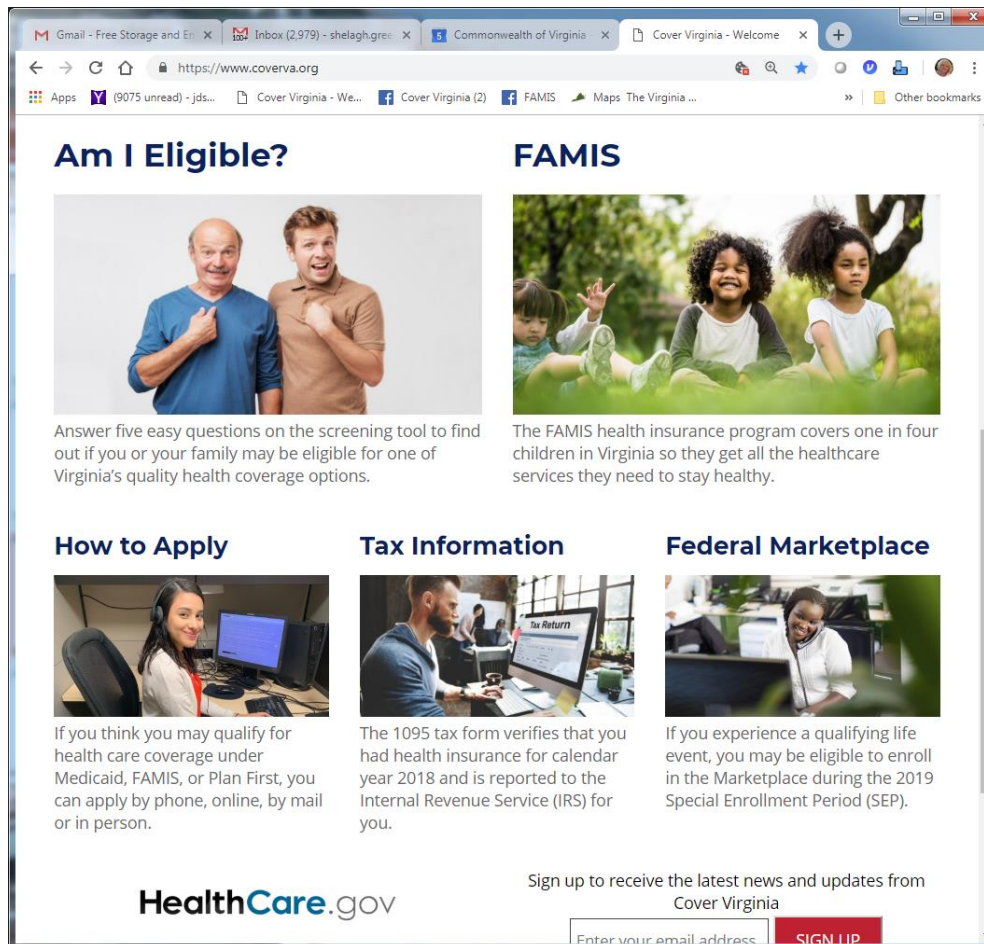 Gmail - Free Storage and Em
Inbox (2,979) - shelagh.gree
Commonwealth of Virginia -
Cover Virginia - Welcome
https://www.coverva.org
Apps
(9075 unread) - jds...
Cover Virginia - We...
Cover Virginia (2)
FAMIS
Maps The Virginia ...
»
Other bookmarks
Am I Eligible?
FAMIS
Answer five easy questions on the screening tool to find
out if you or your family may be eligible for one of
Virginia's quality health coverage options.
The FAMIS health insurance program covers one in four
children in Virginia so they get all the healthcare
services they need to stay healthy.
How to Apply
Tax Information
Federal Marketplace
Tax Return
If you think you may qualify for
health care coverage under
Medicaid, FAMIS, or Plan First, you
can apply by phone, online, by mail
or in person.
The 1095 tax form verifies that you
had health insurance for calendar
year 2018 and is reported to the
Internal Revenue Service (IRS) for
you.
If you experience a qualifying life
event, you may be eligible to enroll
in the Marketplace during the 2019
Special Enrollment Period (SEP).
HealthCare.gov
Sign up to receive the latest news and updates from
Cover Virginia
Enter your email address
SIGN UP